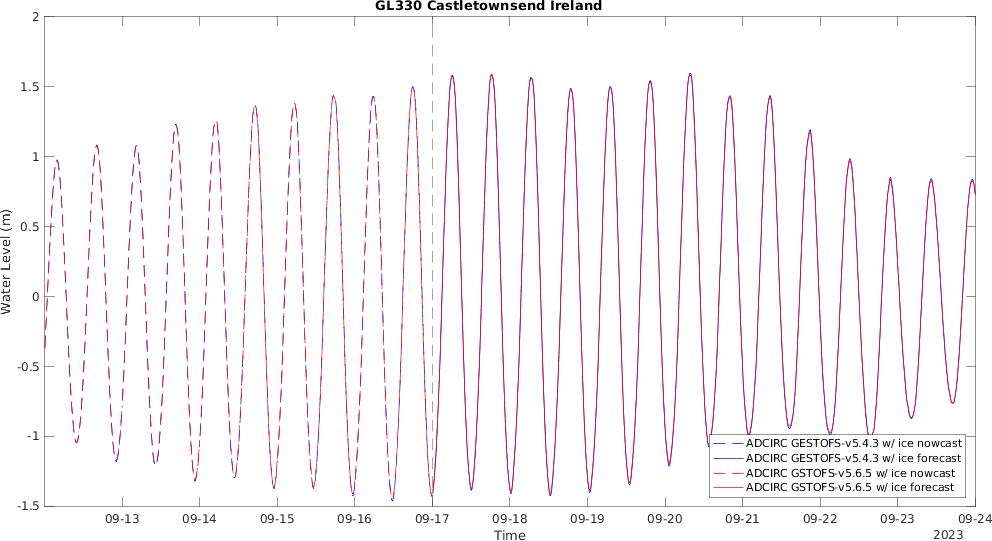 GL330 Castletownsend Ireland
2
1.5
1
0.5
0
-0.5
-1
-1.5
Water Level (m)
ADCIRC GESTOFS-v5.4.3 w/ ice nowcast
ADCIRC GESTOFS-v5.4.3 w/ ice forecast
ADCIRC GSTOFS-v5.6.5 w/ ice nowcast
ADCIRC GSTOFS-v5.6.5 w/ ice forecast
09-13 09-14 09-15 09-16 09-17 09-18 09-19 09-20 09-21 09-22 09-23 09-24
Time
2023